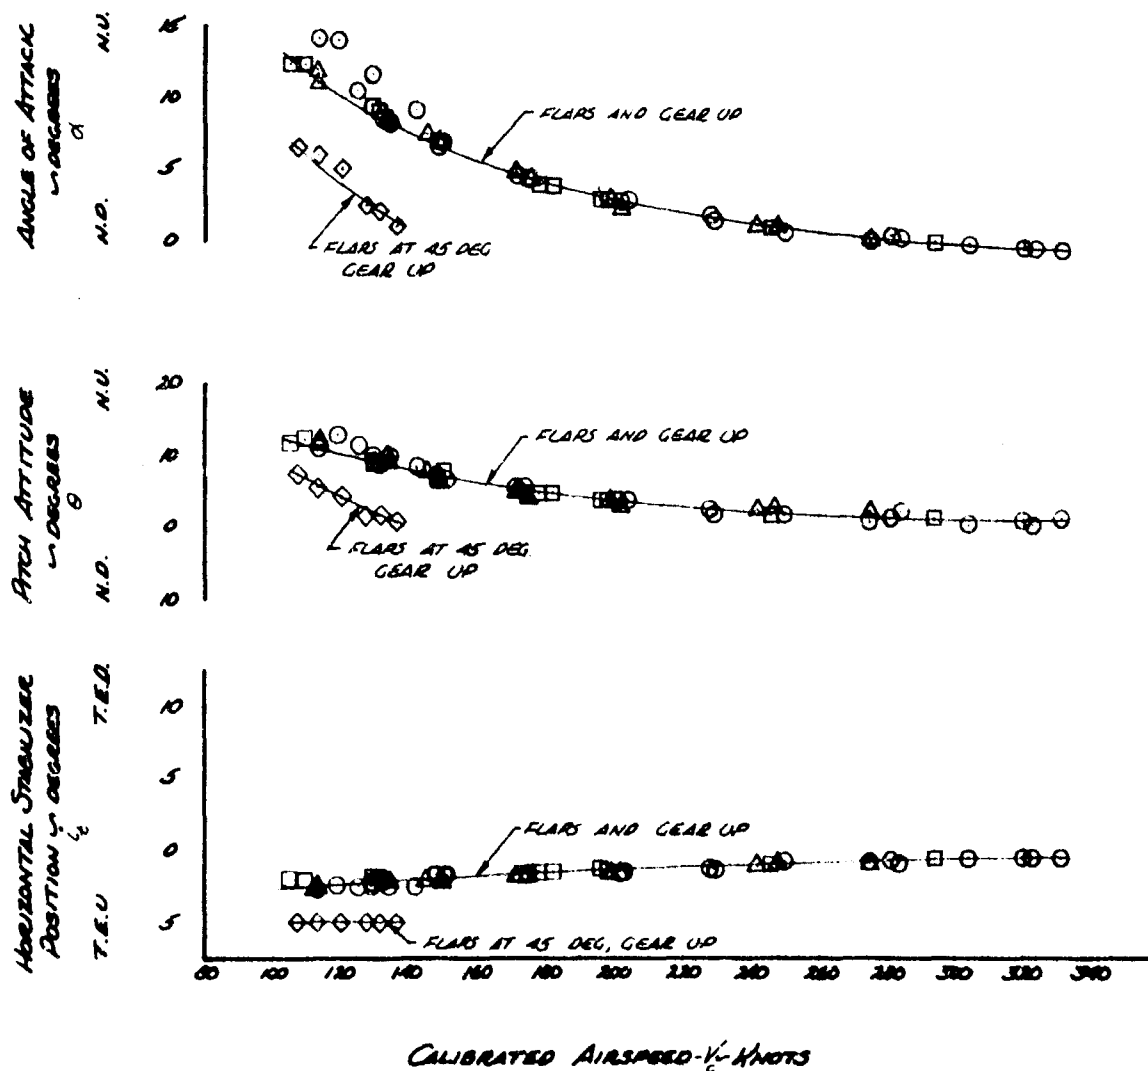 ANGLE OF ATTACK
~ DEGREES
α
N.D. N.U.
15
10
5
0
FLAPS AND GEAR UP
FLAPS AT 45 DEG
GEAR UP
PITCH ATTITUDE
~ DEGREES
θ
N.D. N.U.
20
10
0
10
FLAPS AND GEAR UP
FLAPS AT 45 DEG.
GEAR UP
HORIZONTAL STABILIZER
POSITION ~ DEGREES
T.E.U T.E.D.
10
5
0
5
FLAPS AND GEAR UP
FLAPS AT 45 DEG, GEAR UP
80 100 120 140 160 180 200 220 240 260 280 320 340
CALIBRATED AIRSPEED - ~ KNOTS